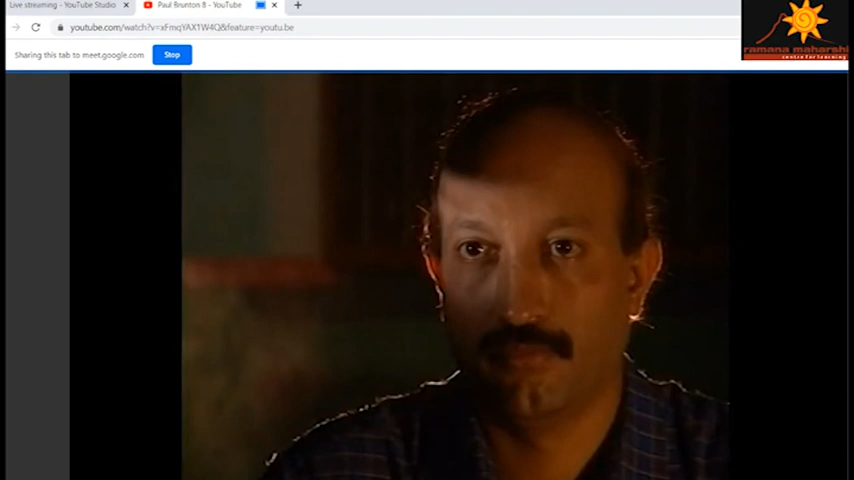 Live streaming - YouTube Studio
Paul Brunton 8 - YouTube
youtube.com/watch?v=xFmqYAX1W4Q&feature=youtu.be
Sharing this tab to meet.google.com
Stop
ramana maharshi
centre for learning